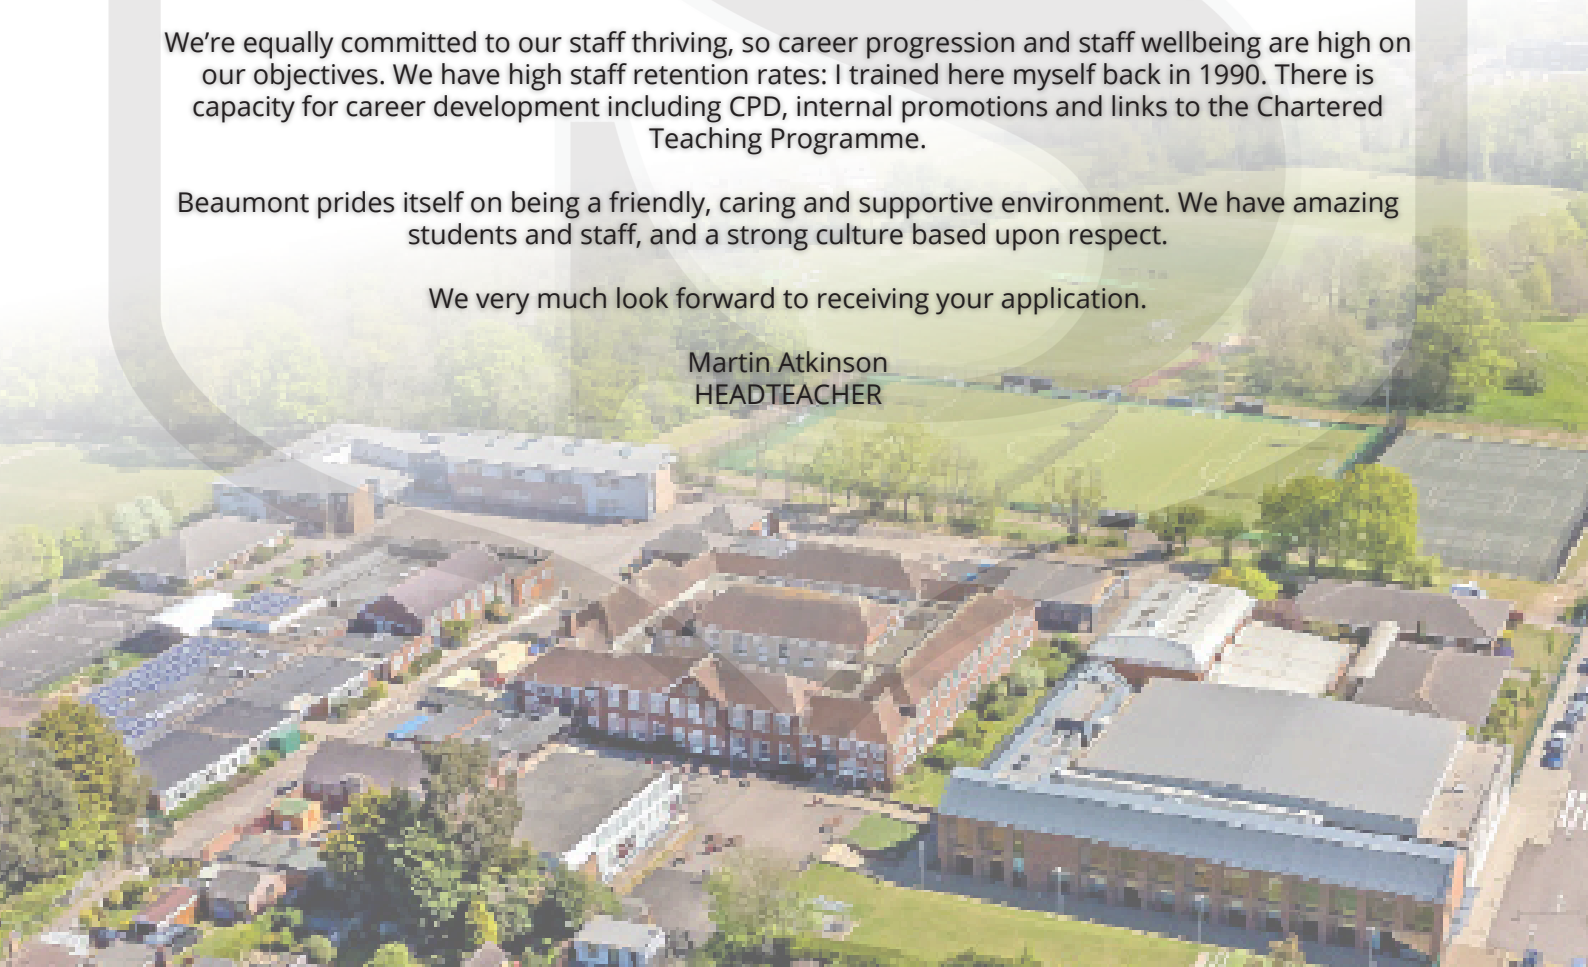 We’re equally committed to our staff thriving, so career progression and staff wellbeing are high on
our objectives. We have high staff retention rates: I trained here myself back in 1990. There is
capacity for career development including CPD, internal promotions and links to the Chartered
Teaching Programme.
Beaumont prides itself on being a friendly, caring and supportive environment. We have amazing
students and staff, and a strong culture based upon respect.
We very much look forward to receiving your application.
Martin Atkinson
HEADTEACHER